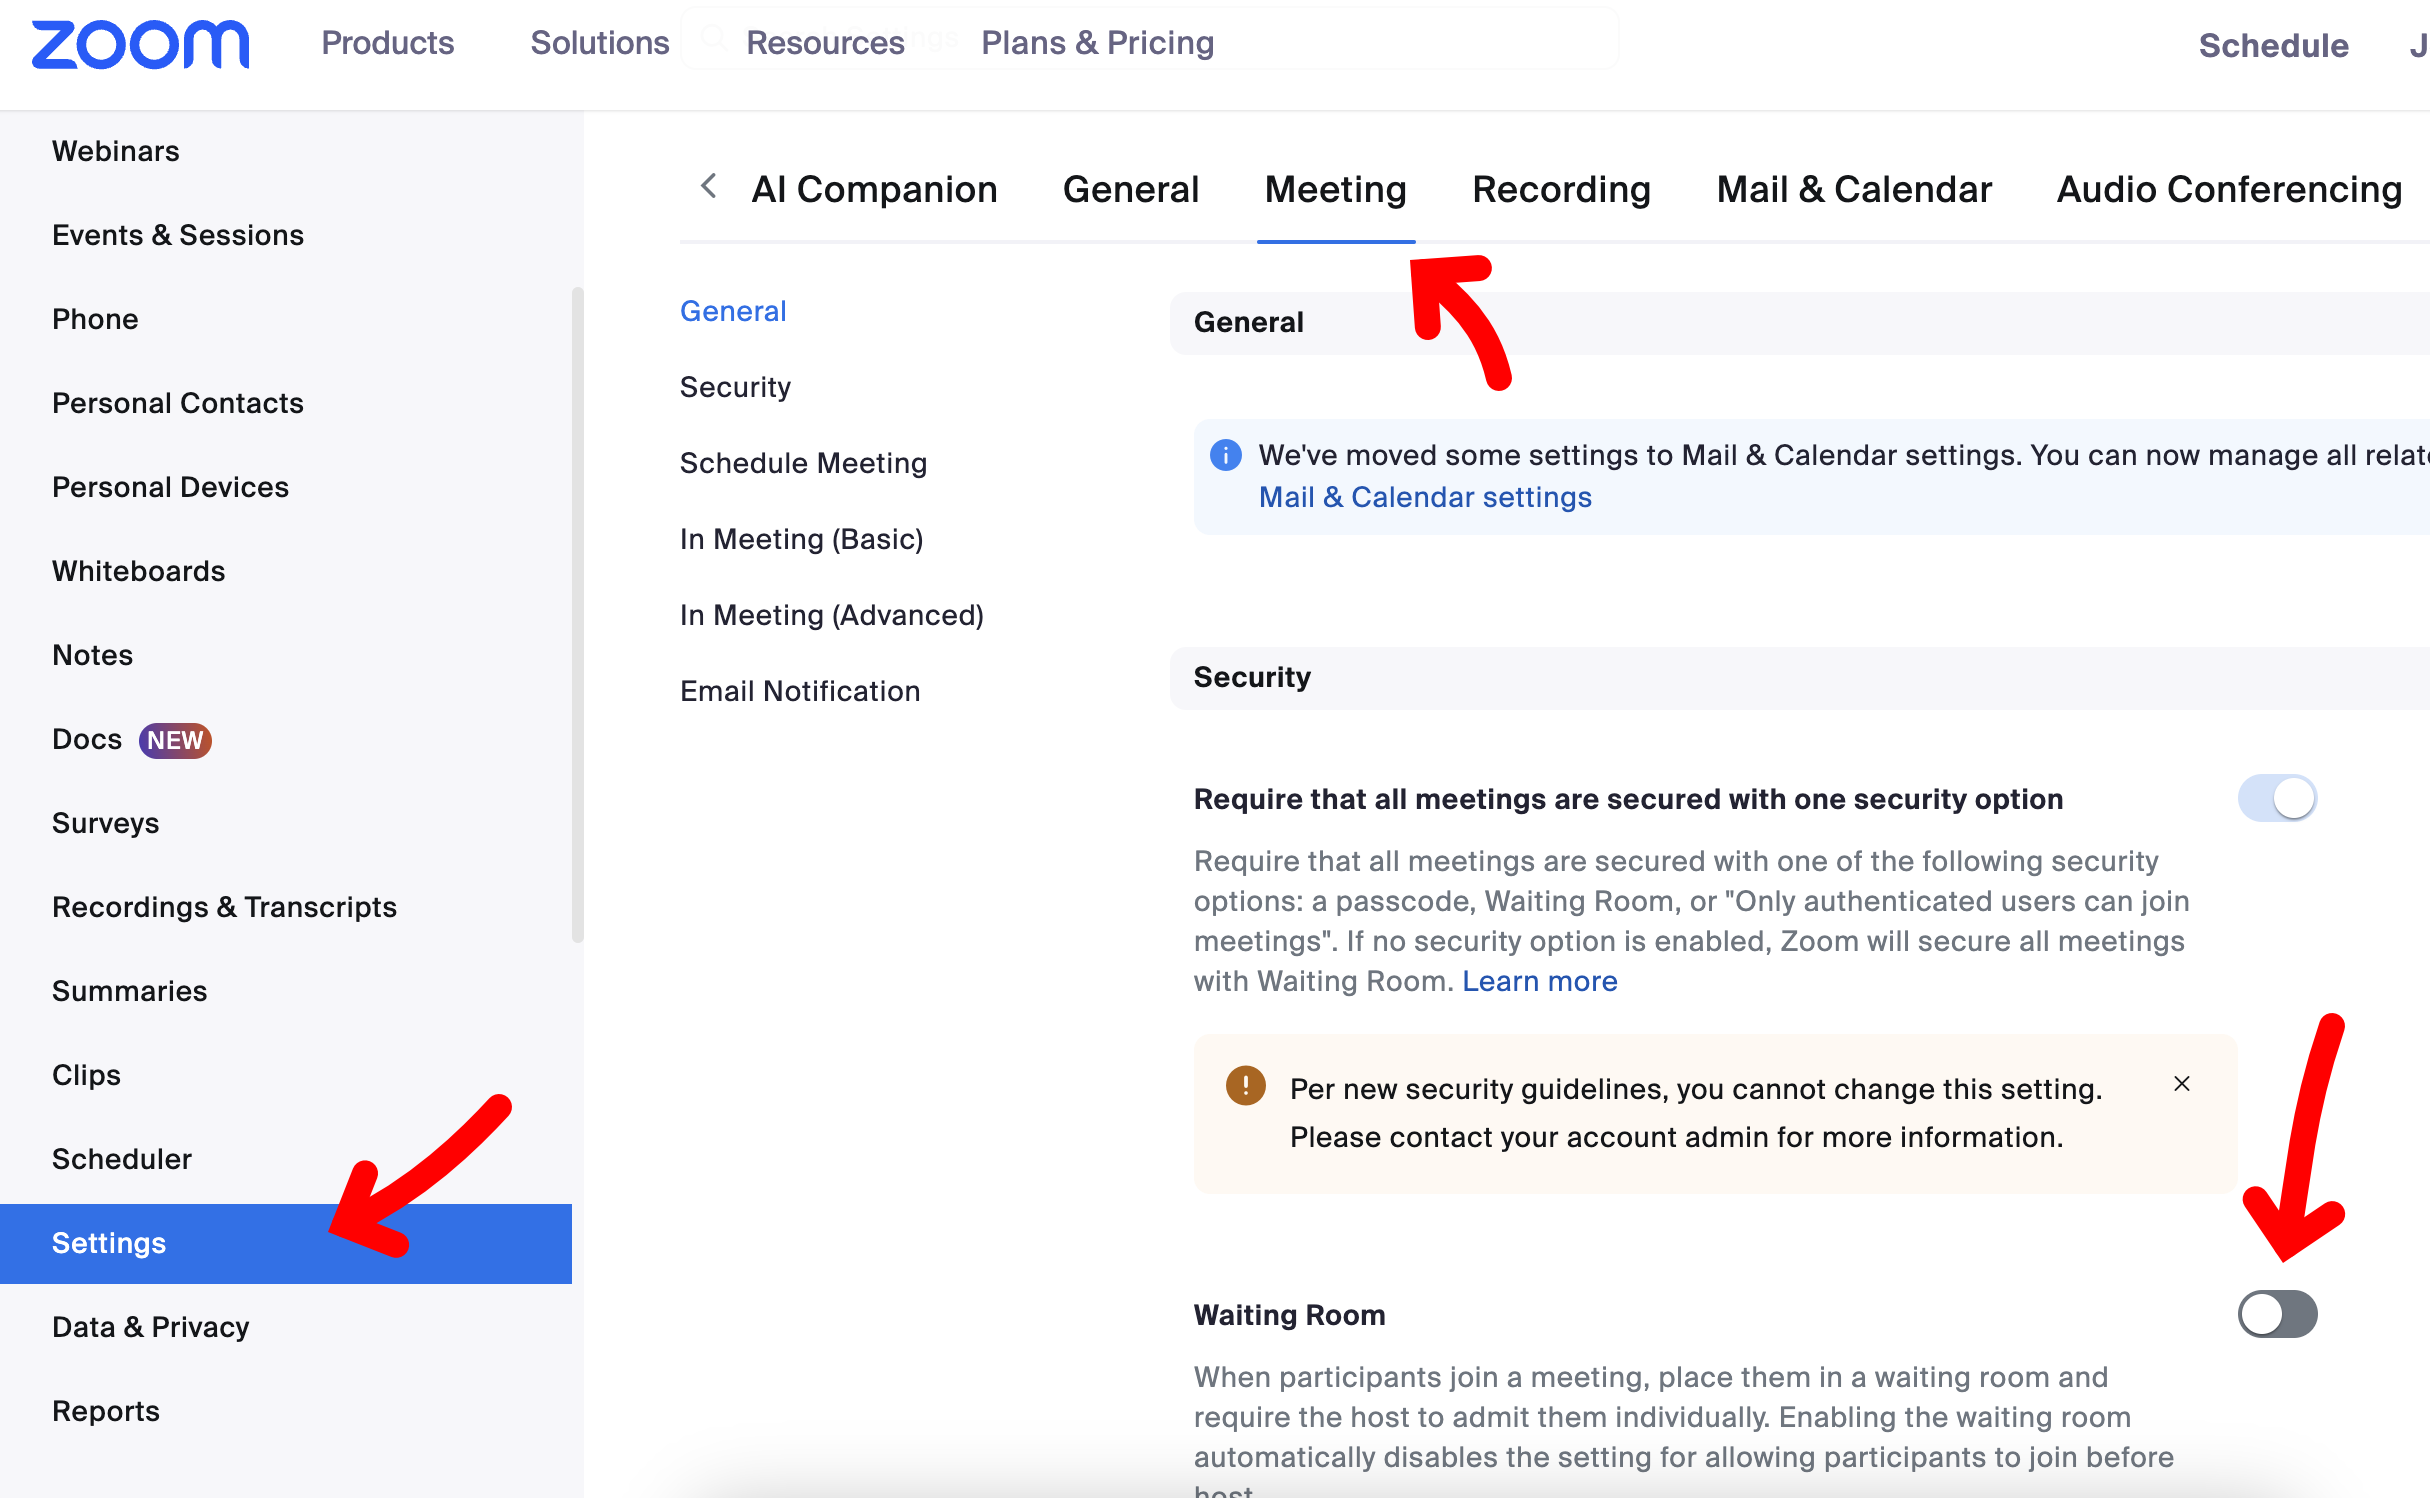 zoom
Products
Solutions
Resources
Plans & Pricing
Schedule
J
Webinars
Events & Sessions
Phone
Personal Contacts
Personal Devices
Whiteboards
Notes
Docs NEW
Surveys
Recordings & Transcripts
Summaries
Clips
Scheduler
Settings
Data & Privacy
Reports
AI Companion
General
Meeting
Recording
Mail & Calendar
Audio Conferencing
General
Security
Schedule Meeting
In Meeting (Basic)
In Meeting (Advanced)
Email Notification
General
We've moved some settings to Mail & Calendar settings. You can now manage all relate
Mail & Calendar settings
Security
Require that all meetings are secured with one security option
Require that all meetings are secured with one of the following security
options: a passcode, Waiting Room, or "Only authenticated users can join
meetings". If no security option is enabled, Zoom will secure all meetings
with Waiting Room. Learn more
Per new security guidelines, you cannot change this setting.
Please contact your account admin for more information.
Waiting Room
When participants join a meeting, place them in a waiting room and
require the host to admit them individually. Enabling the waiting room
automatically disables the setting for allowing participants to join before
host.